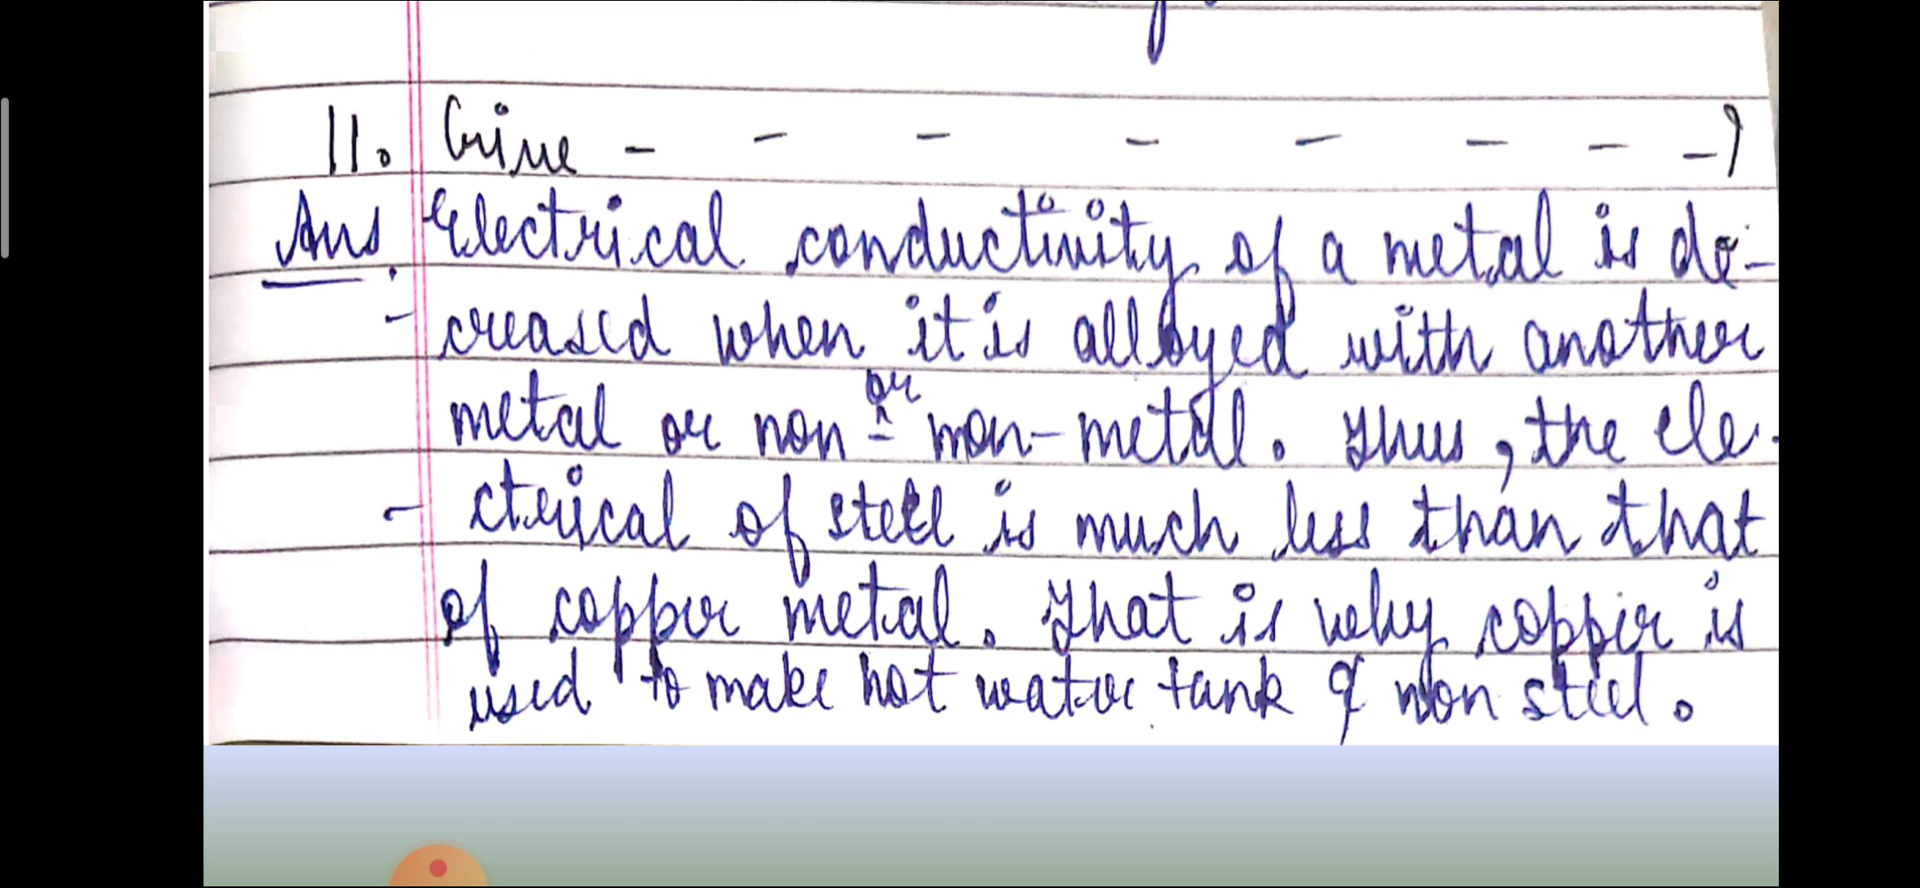 11. Give - - - - - - - - ?
Ans. Electrical conductivity of a metal is de-
- creased when it is alloyed with another
metal or non - or non-metal. Thus, the ele-
- ctrical of steel is much less than that
of copper metal. That is why copper is
used to make hot water tank & non steel.